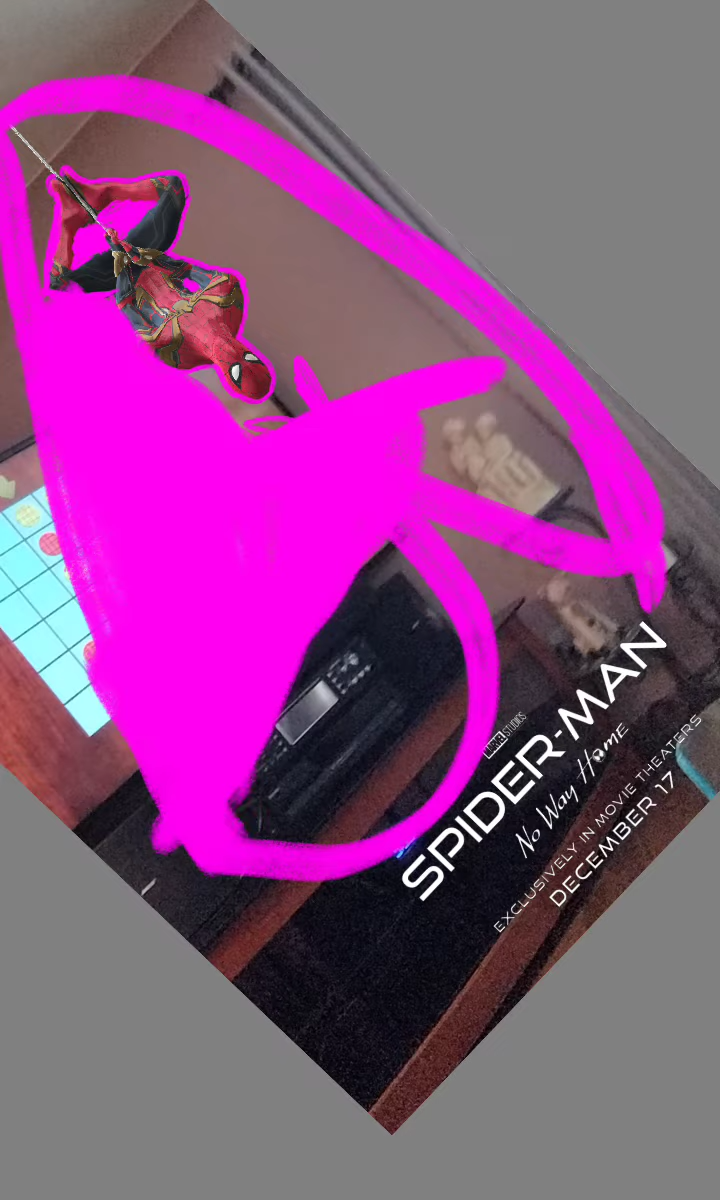 MARVEL STUDIOS
SPIDER-MAN
No Way Home
EXCLUSIVELY IN MOVIE THEATERS
DECEMBER 17